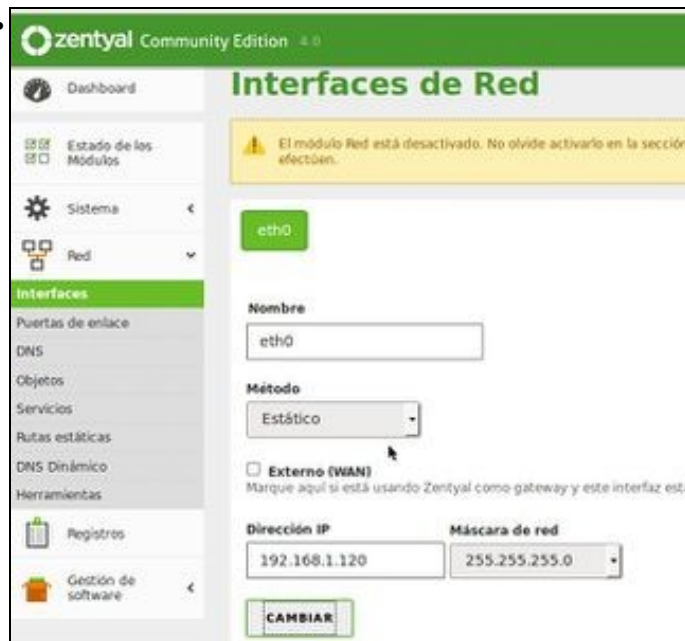 zentyal Community Edition 4.0
Dashboard
Estado de los
Módulos
Sistema
Red
Interfaces
Puertas de enlace
DNS
Objetos
Servicios
Rutas estáticas
DNS Dinámico
Herramientas
Registros
Gestión de
software
Interfaces de Red
El módulo Red está desactivado. No olvide activarlo en la sección
efectúen.
eth0
Nombre
eth0
Método
Estático
Externo (WAN)
Marque aquí si está usando Zentyal como gateway y este interfaz est
Dirección IP
Máscara de red
192.168.1.120
255.255.255.0
CAMBIAR